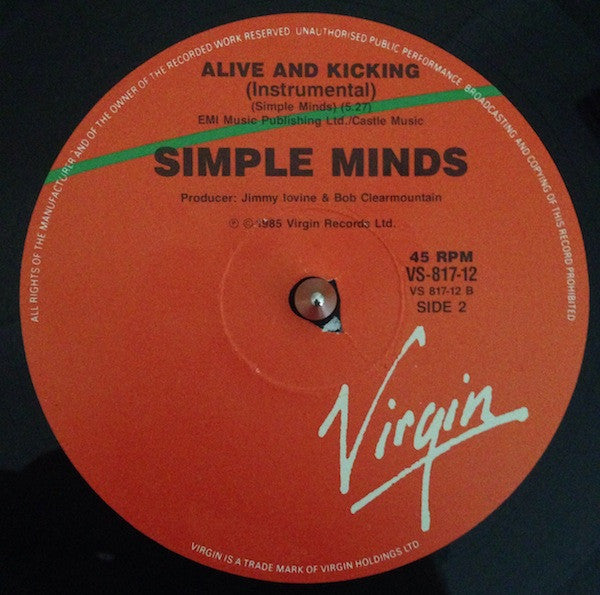 ALL RIGHTS OF THE MANUFACTURER AND OF THE OWNER OF THE RECORDED WORK RESERVED. UNAUTHORISED PUBLIC PERFORMANCE, BROADCASTING AND COPYING OF THIS RECORD PROHIBITED
ALIVE AND KICKING
(Instrumental)
(Simple Minds) (5.27)
EMI Music Publishing Ltd./Castle Music
SIMPLE MINDS
Producer: Jimmy Iovine & Bob Clearmountain
℗ © 1985 Virgin Records Ltd.
45 RPM
VS-817-12
VS 817-12 B
SIDE 2
Virgin
VIRGIN IS A TRADE MARK OF VIRGIN HOLDINGS LTD